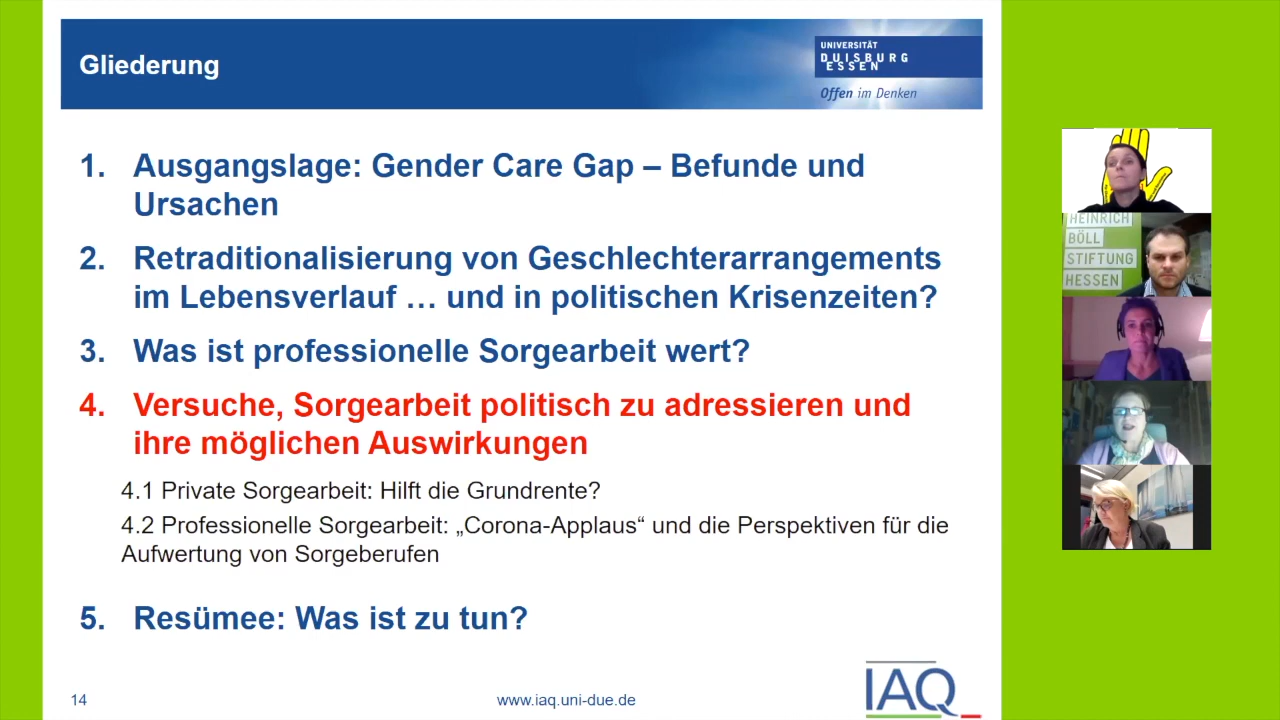 Gliederung
UNIVERSITÄT
DUISBURG
ESSEN
Offen im Denken
1. Ausgangslage: Gender Care Gap – Befunde und
Ursachen
2. Retraditionalisierung von Geschlechterarrangements
im Lebensverlauf … und in politischen Krisenzeiten?
3. Was ist professionelle Sorgearbeit wert?
4. Versuche, Sorgearbeit politisch zu adressieren und
ihre möglichen Auswirkungen
4.1 Private Sorgearbeit: Hilft die Grundrente?
4.2 Professionelle Sorgearbeit: „Corona-Applaus“ und die Perspektiven für die
Aufwertung von Sorgeberufen
5. Resümee: Was ist zu tun?
14
www.iaq.uni-due.de
IAQ
HEINRICH
BÖLL
STIFTUNG
HESSEN